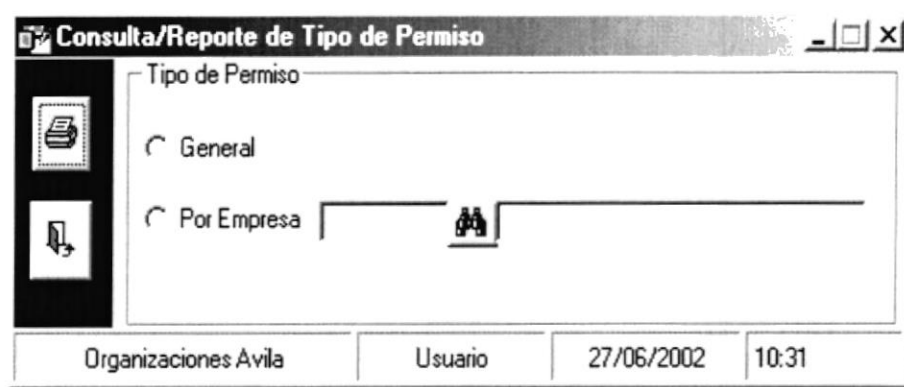 Consulta/Reporte de Tipo de Permiso
Tipo de Permiso
General
Por Empresa
Organizaciones Avila Usuario 27/06/2002 10:31